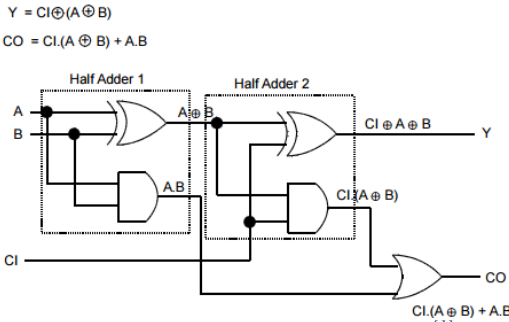 Y = CI⊕(A⊕B)
CO = CI.(A ⊕ B) + A.B
Half Adder 1
Half Adder 2
A
A ⊕ B
CI ⊕ A ⊕ B
B
Y
A.B
CI.(A ⊕ B)
CI
CO
CI.(A ⊕ B) + A.B